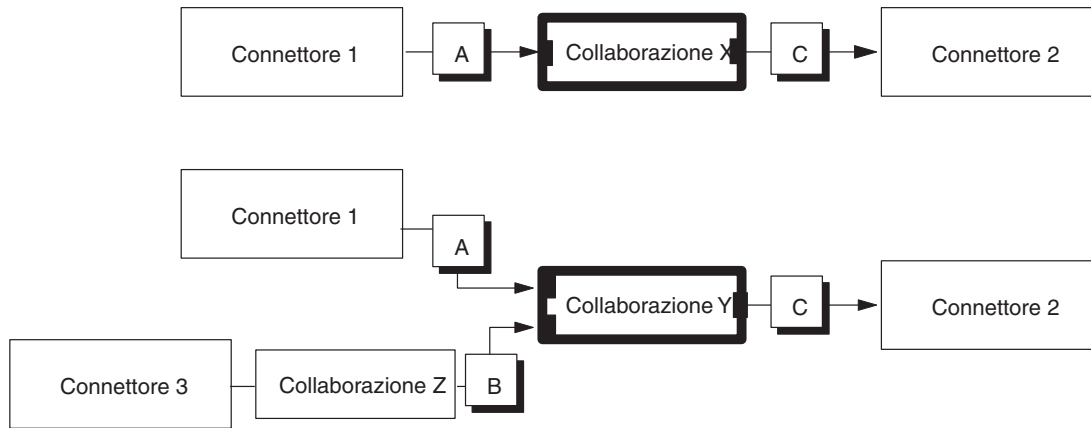 Connettore 1
A
Collaborazione X
C
Connettore 2
Connettore 1
A
Collaborazione Y
C
Connettore 2
Connettore 3
Collaborazione Z
B